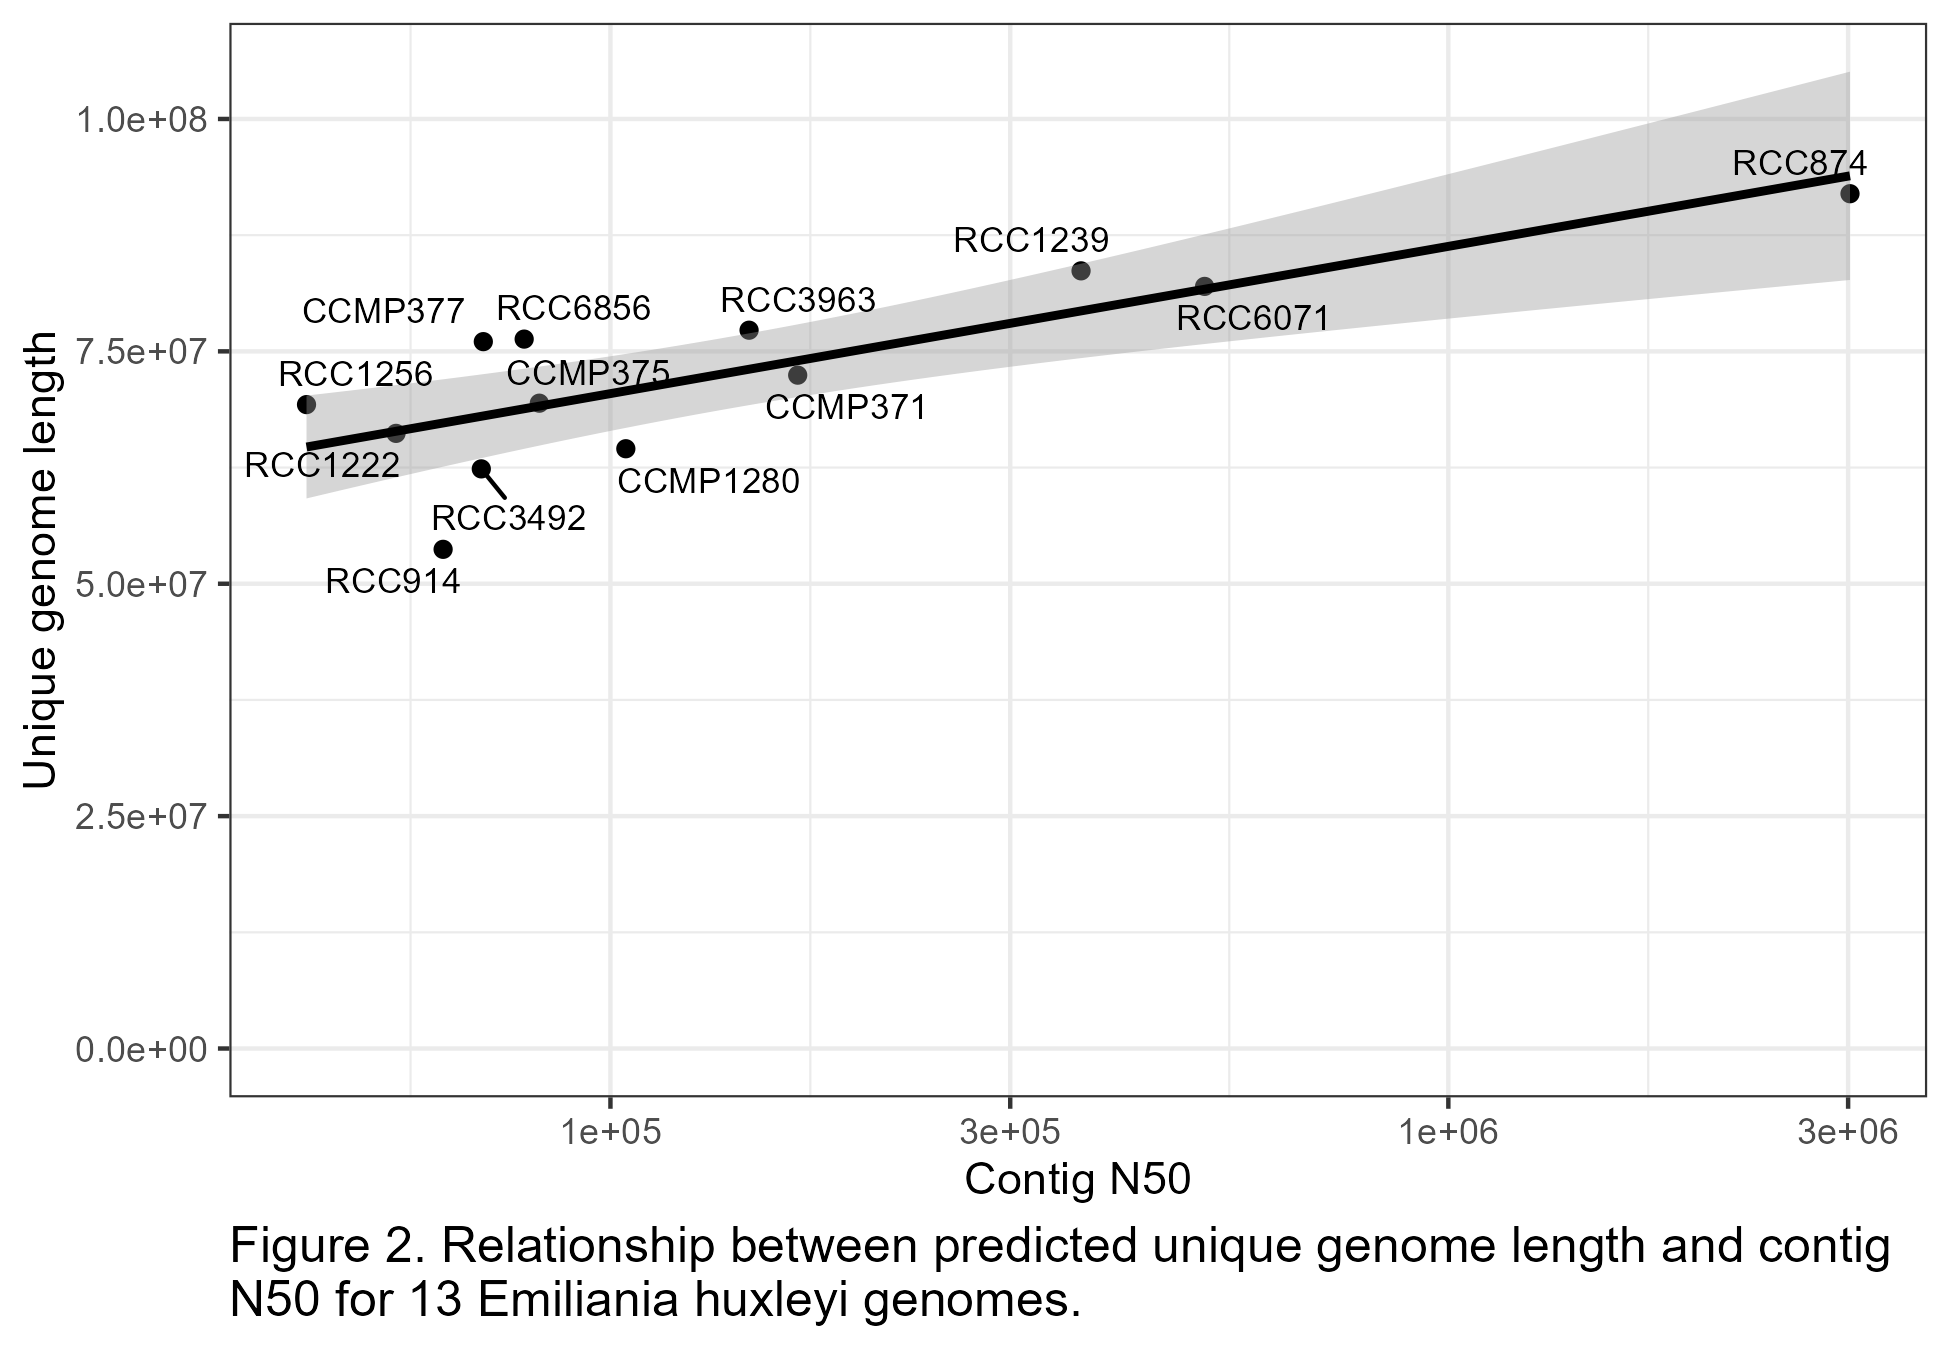 1.0e+08
7.5e+07
5.0e+07
2.5e+07
0.0e+00
Unique genome length
RCC874
RCC1239
RCC6071
RCC3963
CCMP377
RCC6856
RCC1256
CCMP375
CCMP371
RCC1222
CCMP1280
RCC3492
RCC914
1e+05
3e+05
1e+06
3e+06
Contig N50
Figure 2. Relationship between predicted unique genome length and contig
N50 for 13 Emiliania huxleyi genomes.